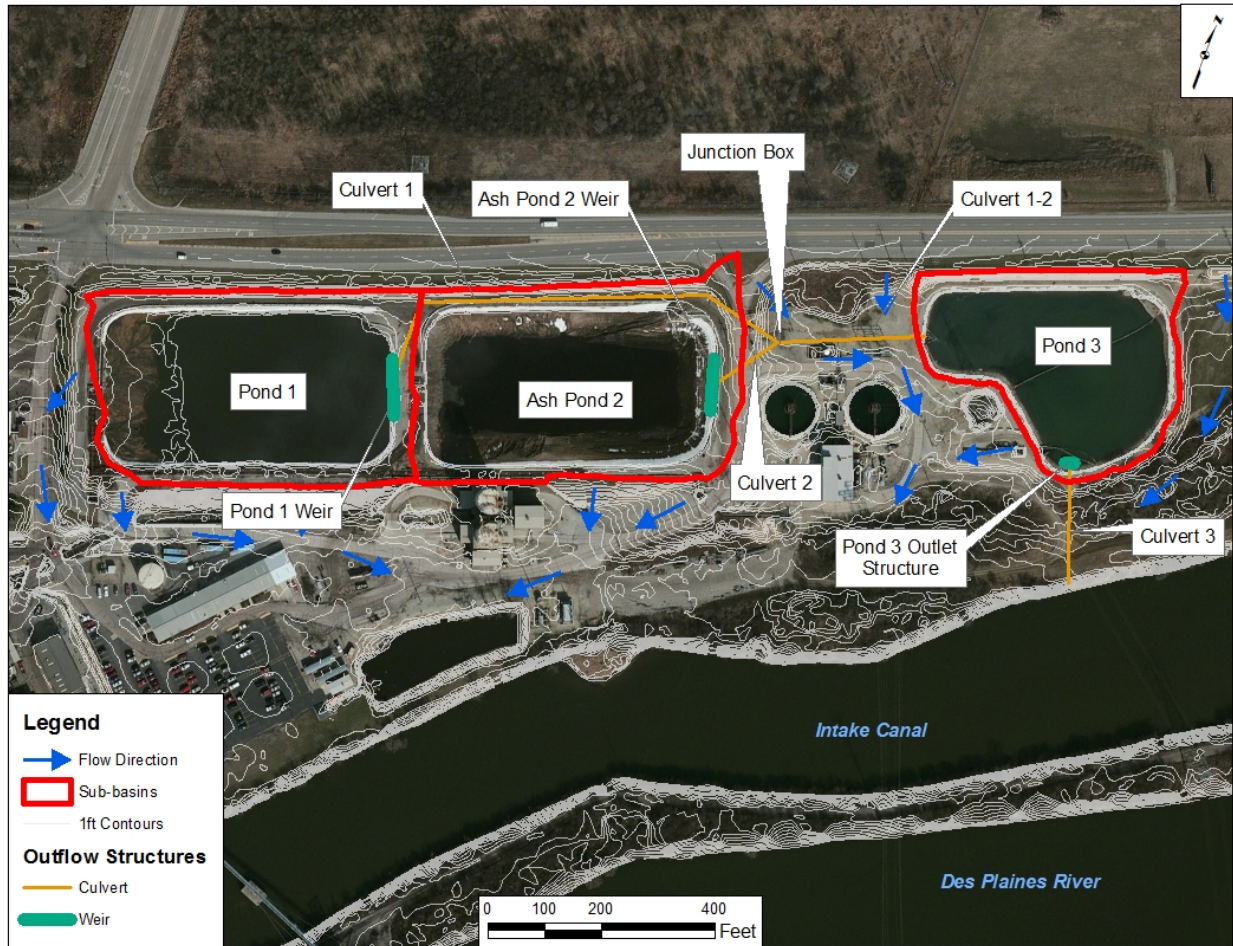 N
Junction Box
Culvert 1
Ash Pond 2 Weir
Culvert 1-2
Pond 3
Pond 1
Ash Pond 2
Culvert 2
Pond 1 Weir
Pond 3 Outlet
Structure
Culvert 3
Intake Canal
Des Plaines River
Legend
Flow Direction
Sub-basins
1ft Contours
Outflow Structures
Culvert
Weir
0 100 200 400
Feet